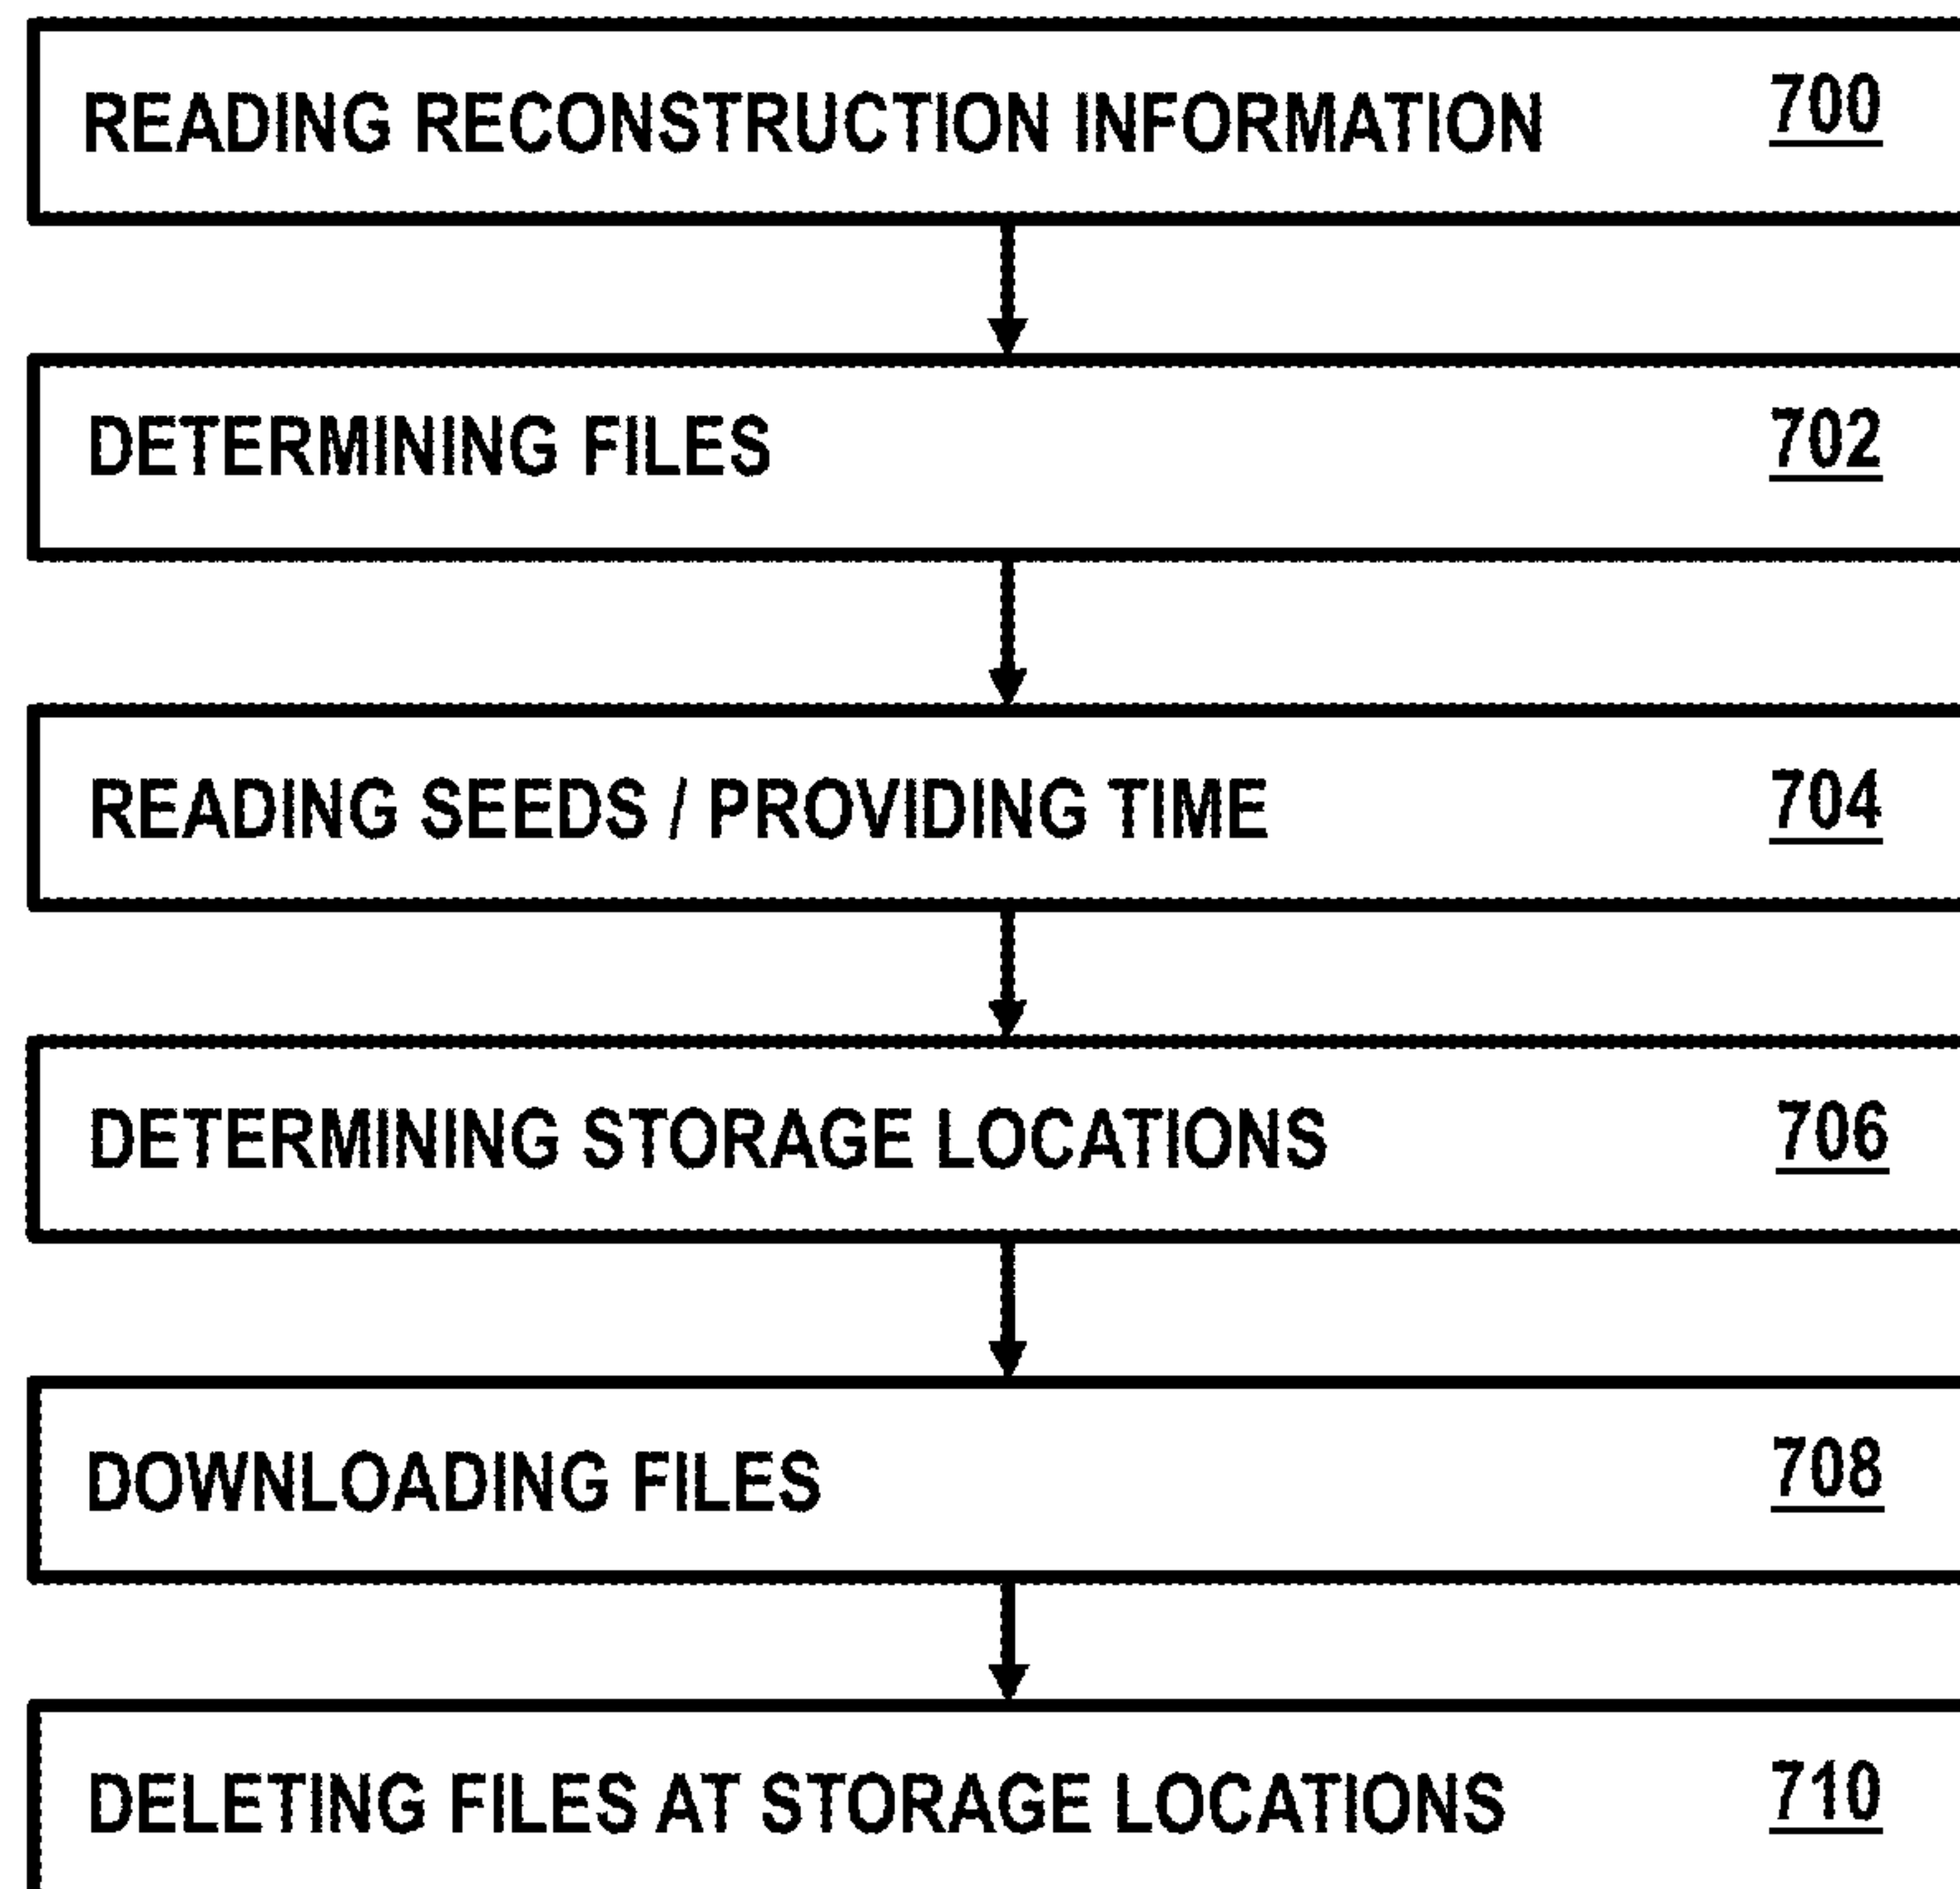 READING RECONSTRUCTION INFORMATION 700
DETERMINING FILES 702
READING SEEDS / PROVIDING TIME 704
DETERMINING STORAGE LOCATIONS 706
DOWNLOADING FILES 708
DELETING FILES AT STORAGE LOCATIONS 710